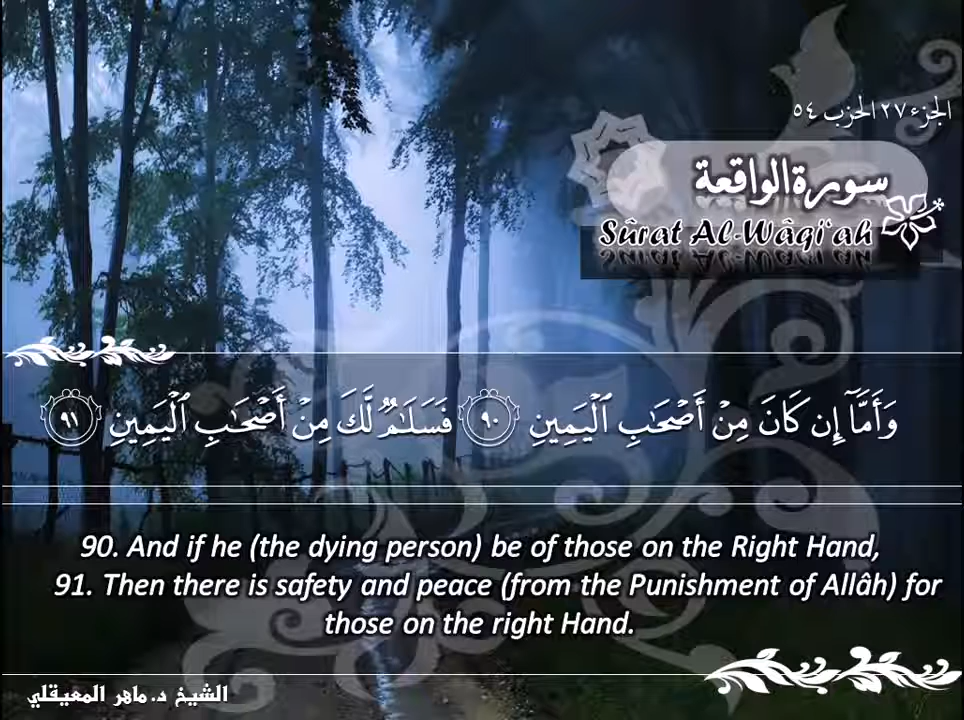 الجزء ٢٧ الحزب ٥٤
سورة الواقعة
Sûrat Al-Wâqi‘ah
وَأَمَّآ إِن كَانَ مِنْ أَصْحَٰبِ ٱلْيَمِينِ ٩٠ فَسَلَٰمٌ لَّكَ مِنْ أَصْحَٰبِ ٱلْيَمِينِ ٩١
90. And if he (the dying person) be of those on the Right Hand,
91. Then there is safety and peace (from the Punishment of Allâh) for
those on the right Hand.
الشيخ د. ماهر المعيقلي